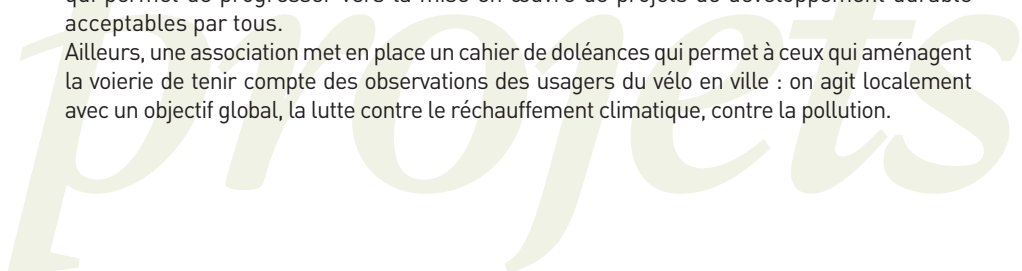 qui permet de progresser vers la mise en œuvre de projets de développement durable
acceptables par tous.
Ailleurs, une association met en place un cahier de doléances qui permet à ceux qui aménagent
la voierie de tenir compte des observations des usagers du vélo en ville : on agit localement
avec un objectif global, la lutte contre le réchauffement climatique, contre la pollution.
projets